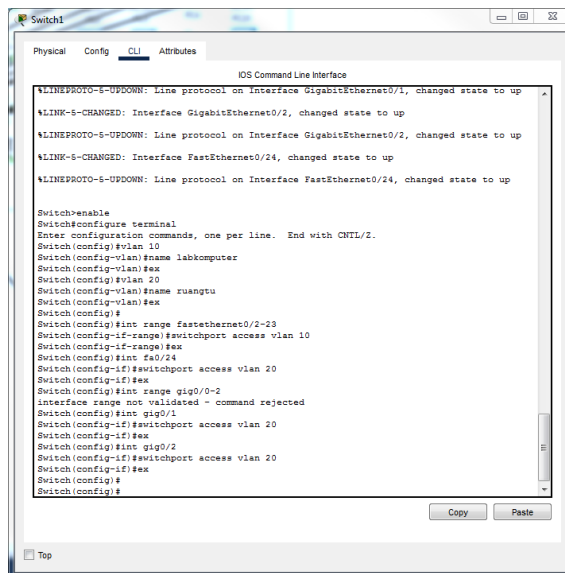 Switch1
Physical Config CLI Attributes
IOS Command Line Interface
%LINEPROTO-5-UPDOWN: Line protocol on Interface GigabitEthernet0/1, changed state to up
%LINK-5-CHANGED: Interface GigabitEthernet0/2, changed state to up
%LINEPROTO-5-UPDOWN: Line protocol on Interface GigabitEthernet0/2, changed state to up
%LINK-5-CHANGED: Interface FastEthernet0/24, changed state to up
%LINEPROTO-5-UPDOWN: Line protocol on Interface FastEthernet0/24, changed state to up
Switch>enable
Switch#configure terminal
Enter configuration commands, one per line.  End with CNTL/Z.
Switch(config)#vlan 10
Switch(config-vlan)#name labkomputer
Switch(config-vlan)#ex
Switch(config)#vlan 20
Switch(config-vlan)#name ruangtu
Switch(config-vlan)#ex
Switch(config)#
Switch(config)#int range fastethernet0/2-23
Switch(config-if-range)#switchport access vlan 10
Switch(config-if-range)#ex
Switch(config)#int fa0/24
Switch(config-if)#switchport access vlan 20
Switch(config-if)#ex
Switch(config)#int range gig0/0-2
interface range not validated - command rejected
Switch(config)#int gig0/1
Switch(config-if)#switchport access vlan 20
Switch(config-if)#ex
Switch(config)#int gig0/2
Switch(config-if)#switchport access vlan 20
Switch(config-if)#ex
Switch(config)#
Switch(config)#
Copy Paste
Top